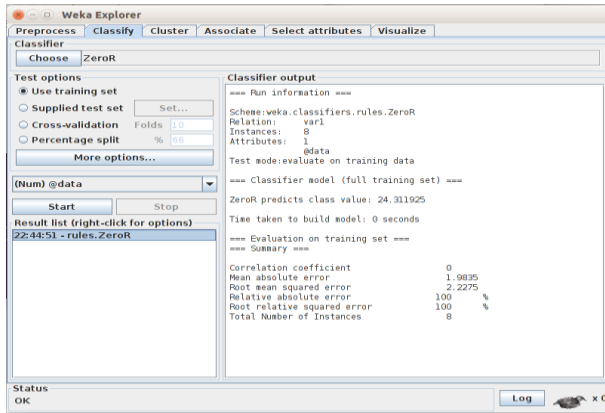 Weka Explorer
Preprocess Classify Cluster Associate Select attributes Visualize
Classifier
Choose ZeroR
Test options
Use training set
Supplied test set Set...
Cross-validation Folds 10
Percentage split % 66
More options...
(Num) @data
Start Stop
Result list (right-click for options)
22:44:51 - rules.ZeroR
Classifier output
=== Run information ===
Scheme:weka.classifiers.rules.ZeroR
Relation: var1
Instances: 8
Attributes: 1
@data
Test mode:evaluate on training data
=== Classifier model (full training set) ===
ZeroR predicts class value: 24.311925
Time taken to build model: 0 seconds
=== Evaluation on training set ===
=== Summary ===
Correlation coefficient 0
Mean absolute error 1.9835
Root mean squared error 2.2275
Relative absolute error 100 %
Root relative squared error 100 %
Total Number of Instances 8
Status
OK
Log